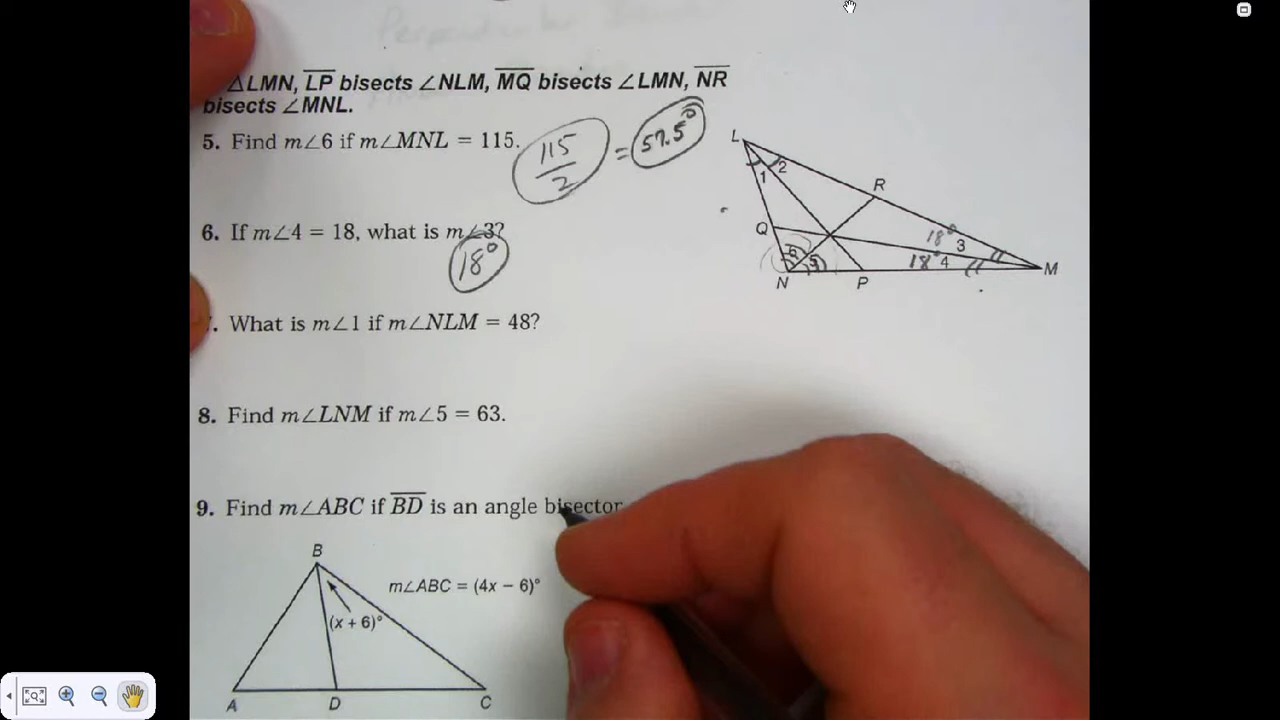 △LMN, LP bisects ∠NLM, MQ bisects ∠LMN, NR
bisects ∠MNL.
5. Find m∠6 if m∠MNL = 115.
115/2 = 57.5°
6. If m∠4 = 18, what is m∠3?
18°
7. What is m∠1 if m∠NLM = 48?
8. Find m∠LNM if m∠5 = 63.
9. Find m∠ABC if BD is an angle bisector
L
1 2
R
Q
18° 3
6 5
18° 4
M
N P
B
m∠ABC = (4x − 6)°
(x + 6)°
A D C